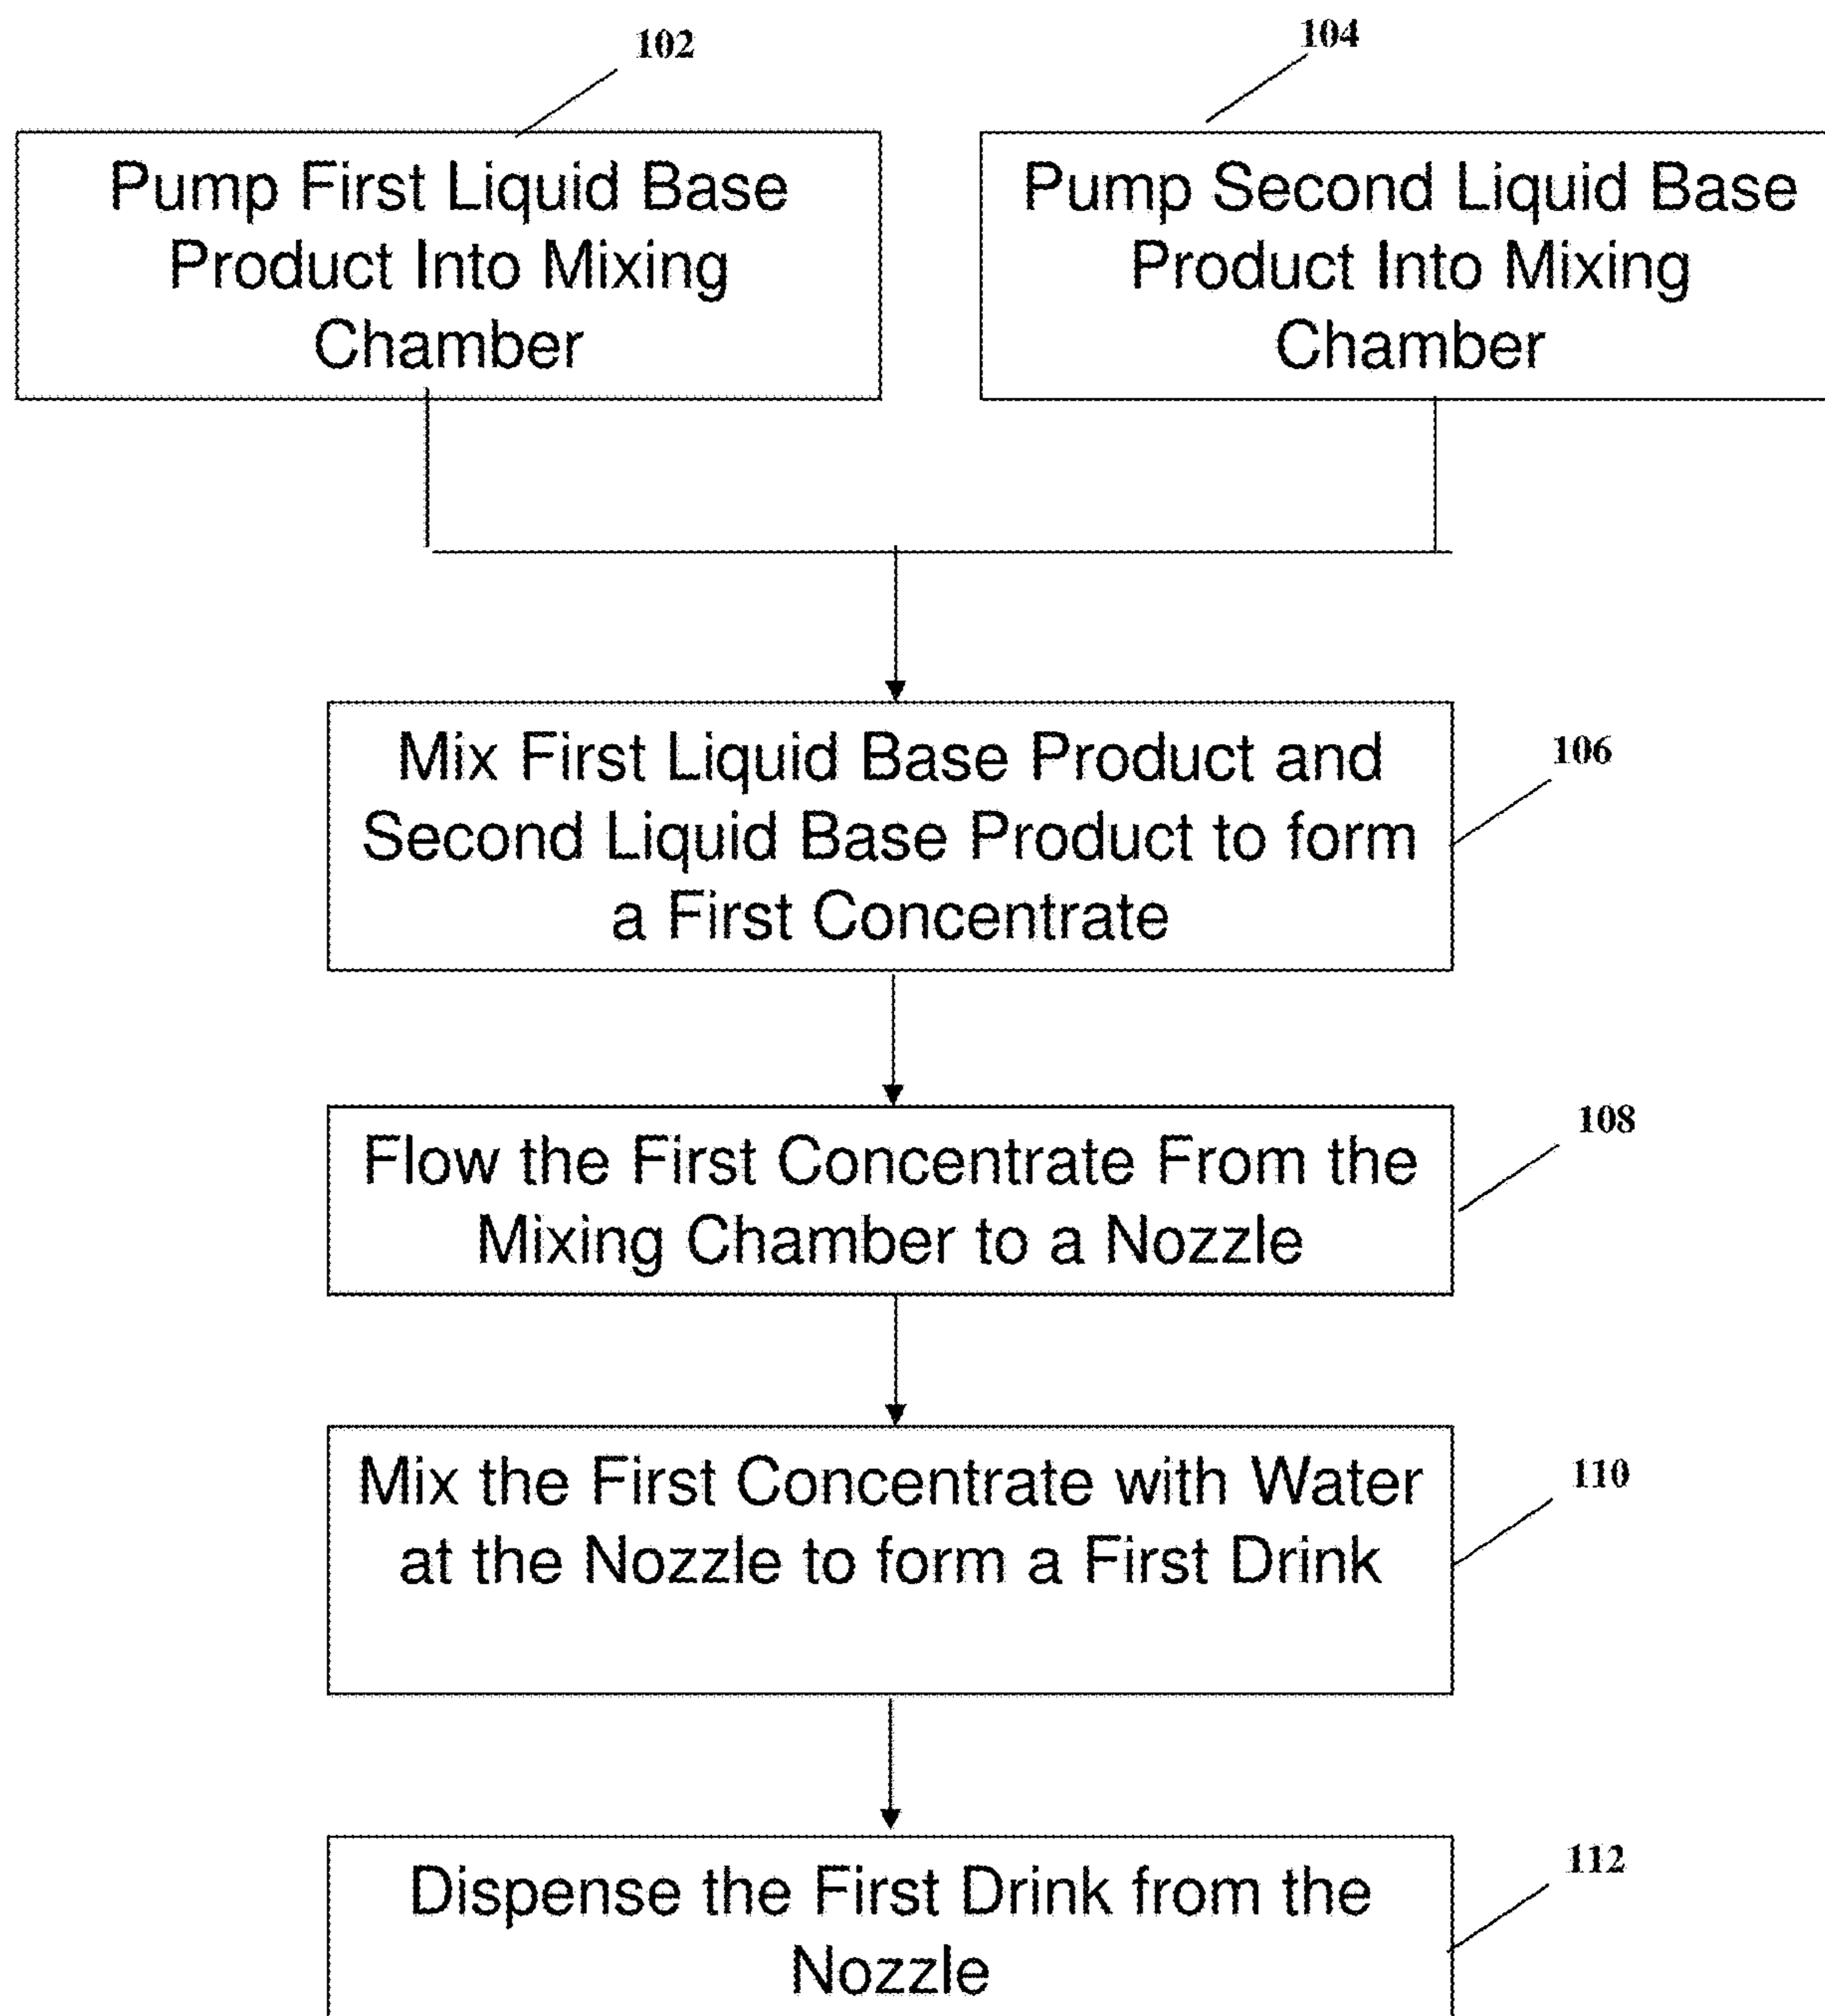 102
104
Pump First Liquid Base
Product Into Mixing
Chamber
Pump Second Liquid Base
Product Into Mixing
Chamber
Mix First Liquid Base Product and
Second Liquid Base Product to form
a First Concentrate
106
Flow the First Concentrate From the
Mixing Chamber to a Nozzle
108
Mix the First Concentrate with Water
at the Nozzle to form a First Drink
110
Dispense the First Drink from the
Nozzle
112